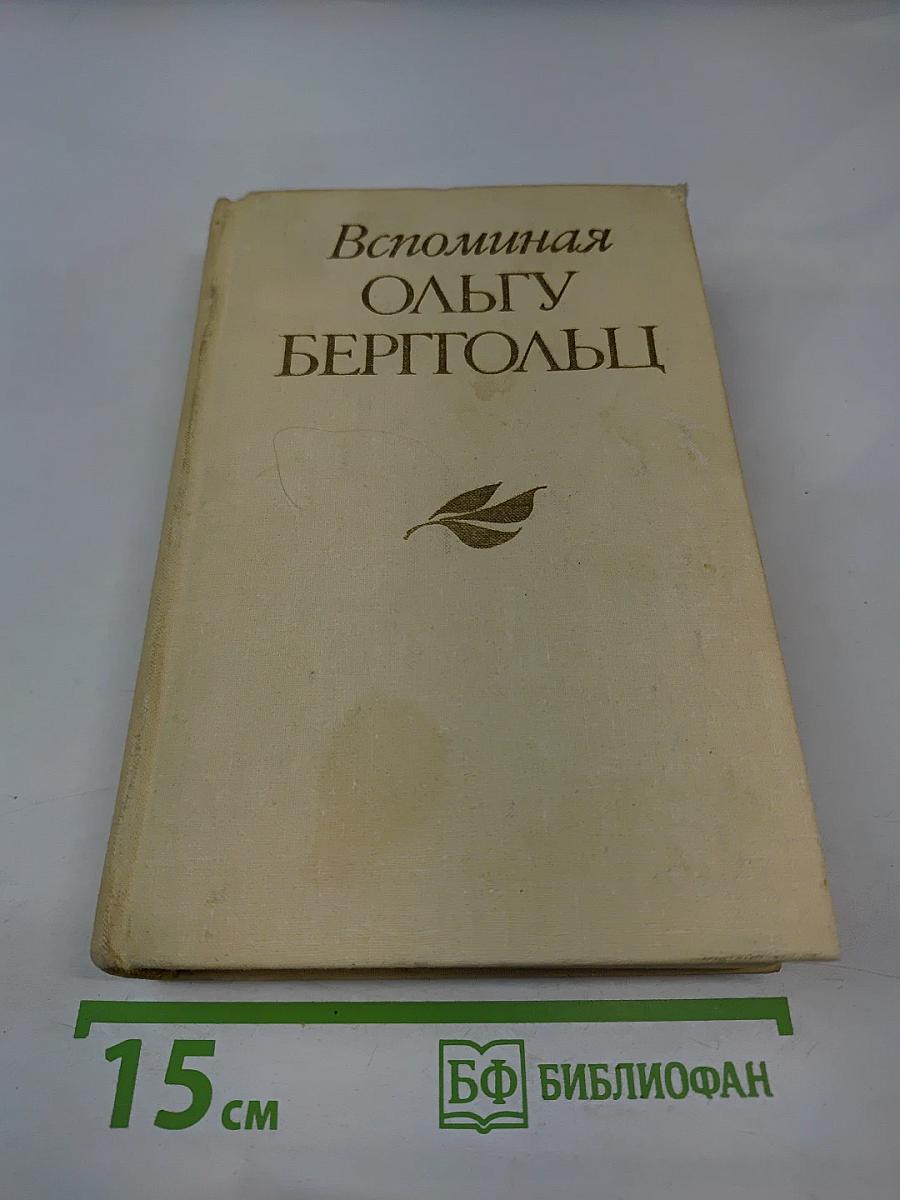 Вспоминая
ОЛЬГУ
БЕРГГОЛЬЦ
15 см
БФ БИБЛИОФАН